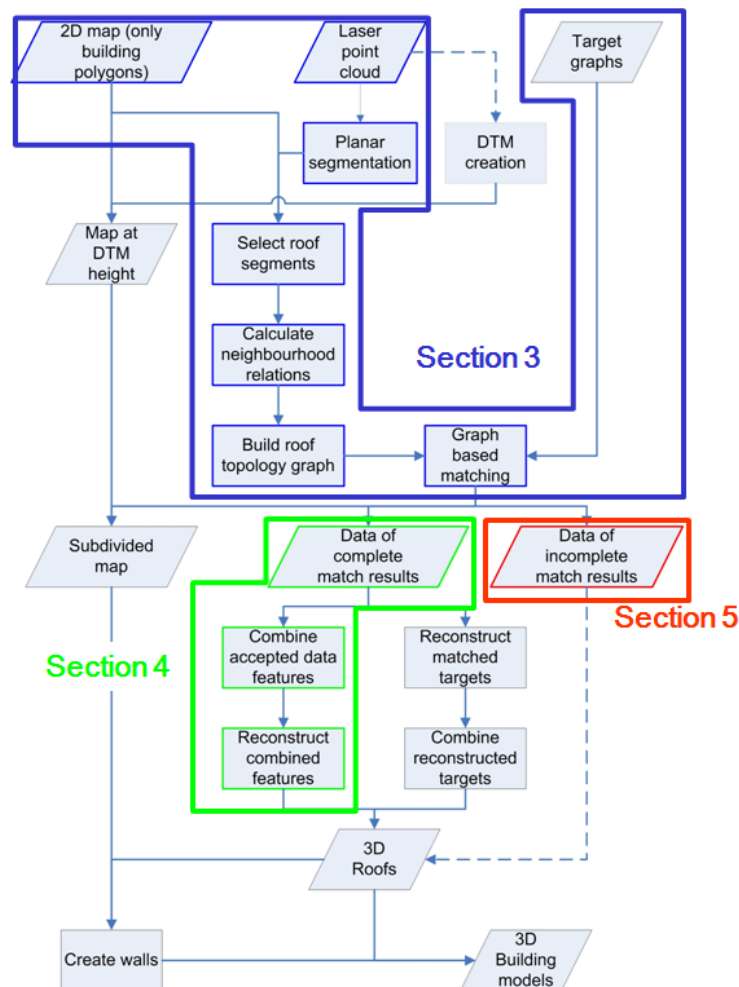 2D map (only
building
polygons)
Laser
point
cloud
Target
graphs
Planar
segmentation
DTM
creation
Map at
DTM
height
Select roof
segments
Calculate
neighbourhood
relations
Section 3
Build roof
topology graph
Graph
based
matching
Subdivided
map
Data of
complete
match results
Data of
incomplete
match results
Section 5
Section 4
Combine
accepted data
features
Reconstruct
matched
targets
Reconstruct
combined
features
Combine
reconstructed
targets
3D
Roofs
Create walls
3D
Building
models